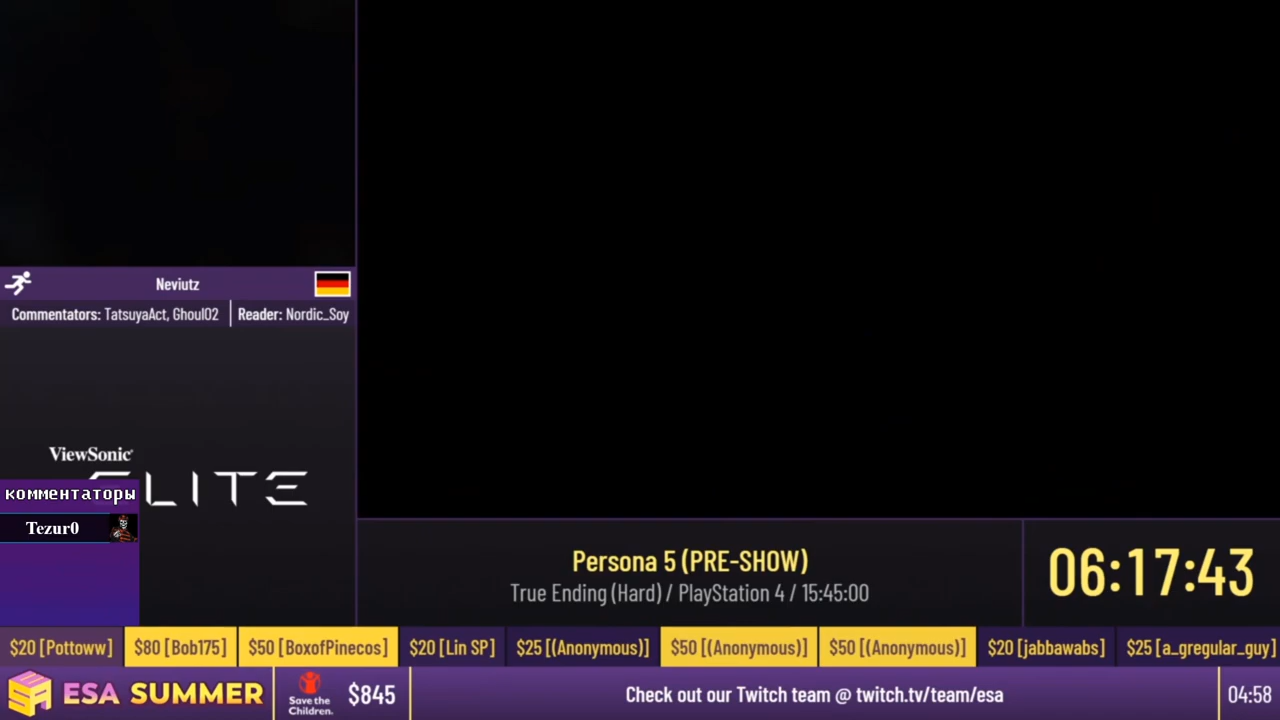 Neviutz
Commentators: TatsuyaAct, Ghoul02
Reader: Nordic_Soy
ViewSonic
ELITE
комментаторы
Tezur0
Persona 5 (PRE-SHOW)
True Ending (Hard) / PlayStation 4 / 15:45:00
06:17:43
$20 [Pottoww]
$80 [Bob175]
$50 [BoxofPinecos]
$20 [Lin SP]
$25 [(Anonymous)]
$50 [(Anonymous)]
$50 [(Anonymous)]
$20 [jabbawabs]
$25 [a_gregular_guy]
ESA SUMMER
Save the
Children.
$845
Check out our Twitch team @ twitch.tv/team/esa
04:58